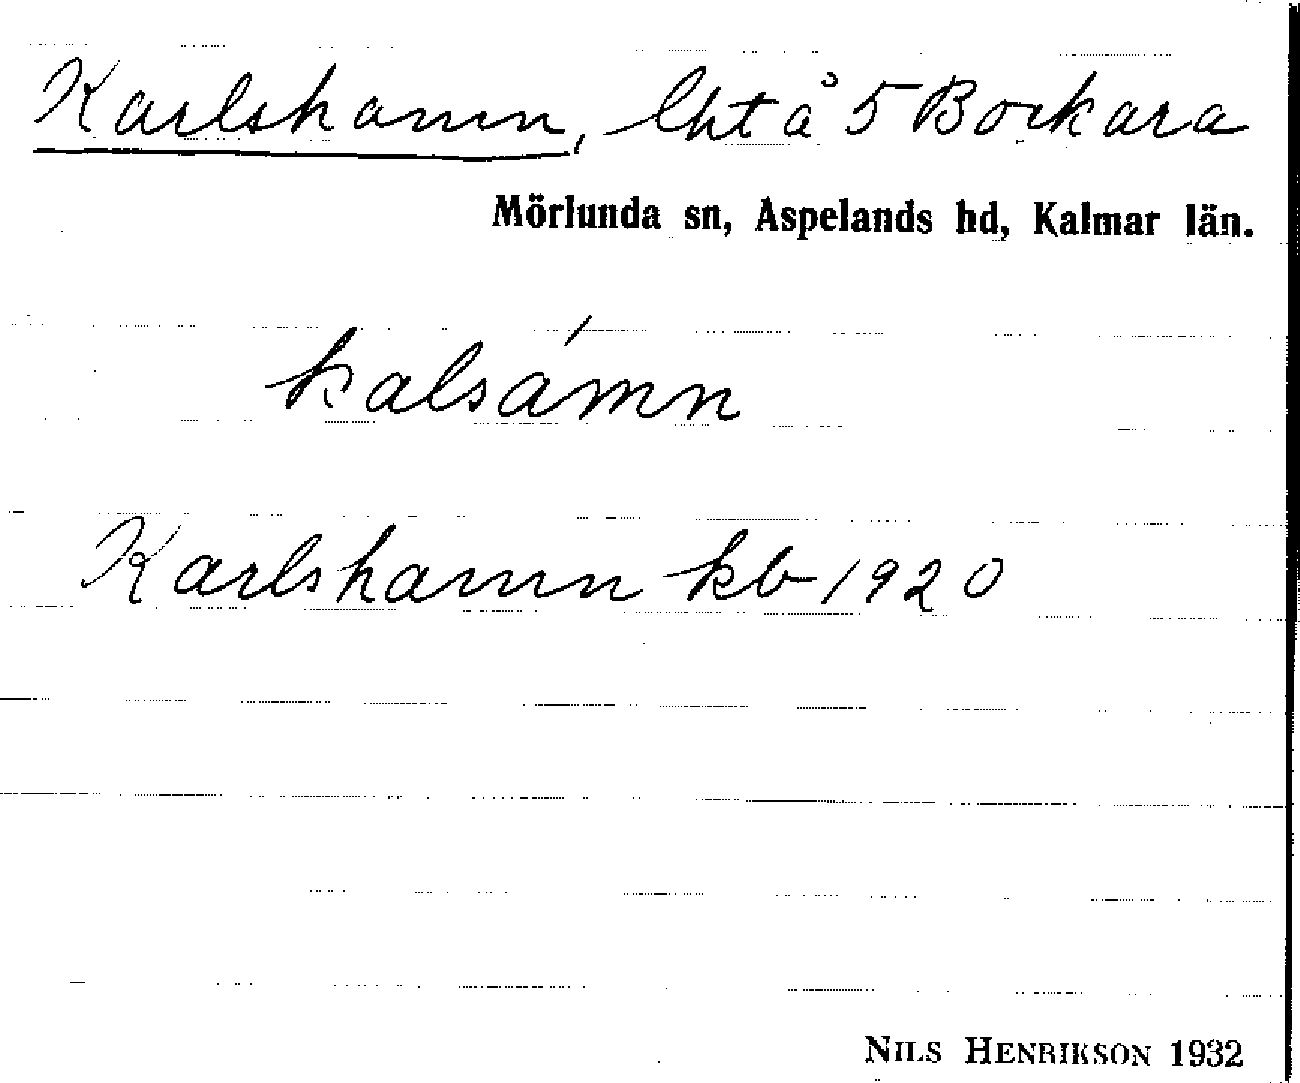 Karlshamn, lht å 5 Bockara
Mörlunda sn, Aspelands hd, Kalmar län.
kalsámn
Karlshamn kb 1920
NILS HENRIKSON 1932